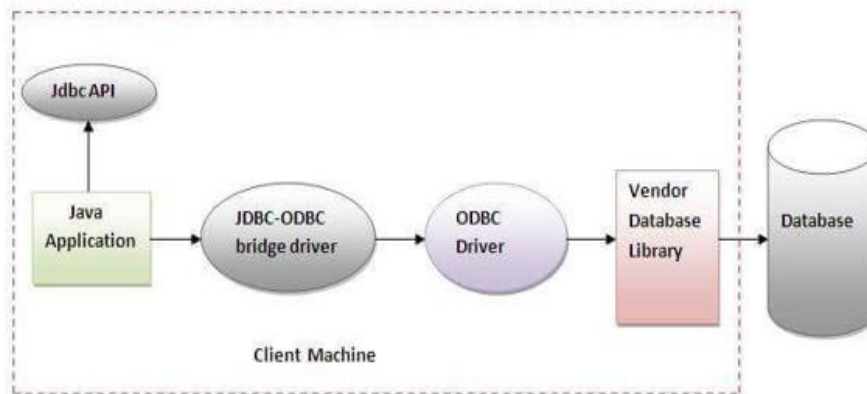 Jdbc API
Java
Application
JDBC-ODBC
bridge driver
ODBC
Driver
Vendor
Database
Library
Database
Client Machine